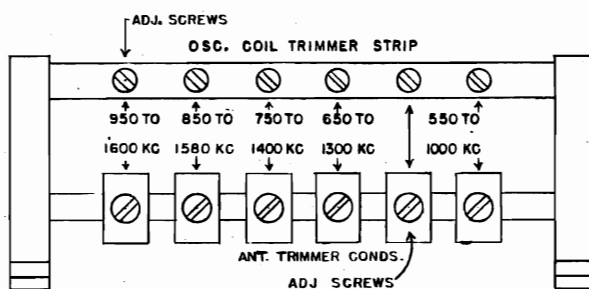 ADJ. SCREWS
OSC. COIL TRIMMER STRIP
950 TO 850 TO 750 TO 650 TO 550 TO
1600 KC 1580 KC 1400 KC 1300 KC 1000 KC
ANT. TRIMMER CONDS.
ADJ SCREWS